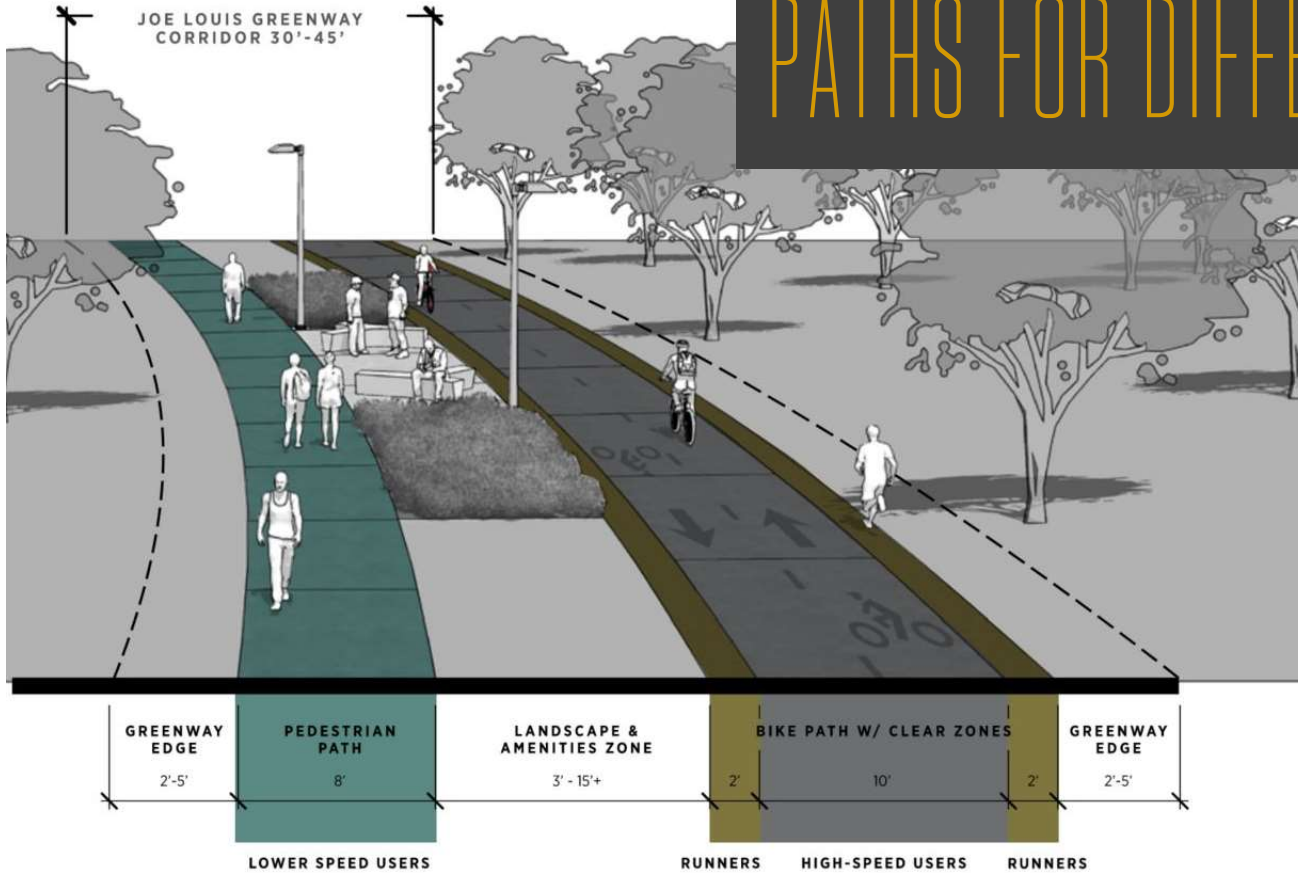 JOE LOUIS GREENWAY
CORRIDOR 30'-45'
PATHS FOR
GREENWAY
EDGE
2'-5'
PEDESTRIAN
PATH
8'
LANDSCAPE &
AMENITIES ZONE
3' - 15'+
BIKE PATH W/ CLEAR ZONES
2'
10'
2'
GREENWAY
EDGE
2'-5'
LOWER SPEED USERS
RUNNERS
HIGH-SPEED USERS
RUNNERS